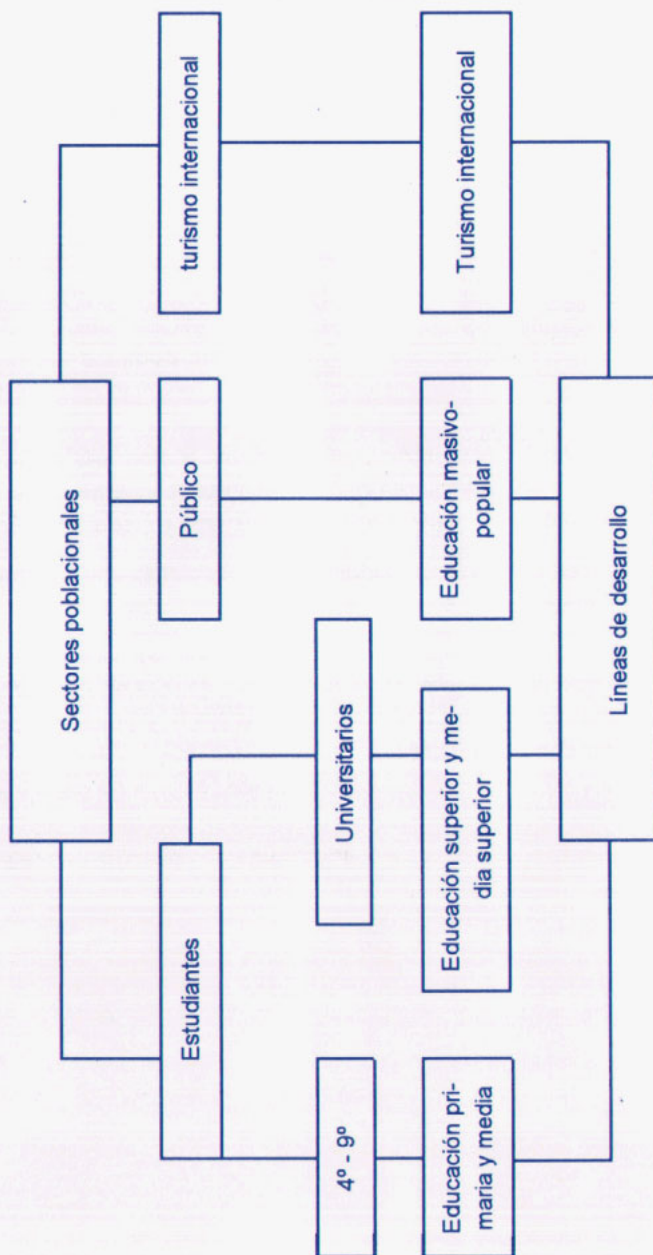 Sectores poblacionales
Estudiantes
Público
turismo internacional
4º - 9º
Universitarios
Educación pri-
maria y media
Educación superior y me-
dia superior
Educación masivo-
popular
Turismo internacional
Líneas de desarrollo